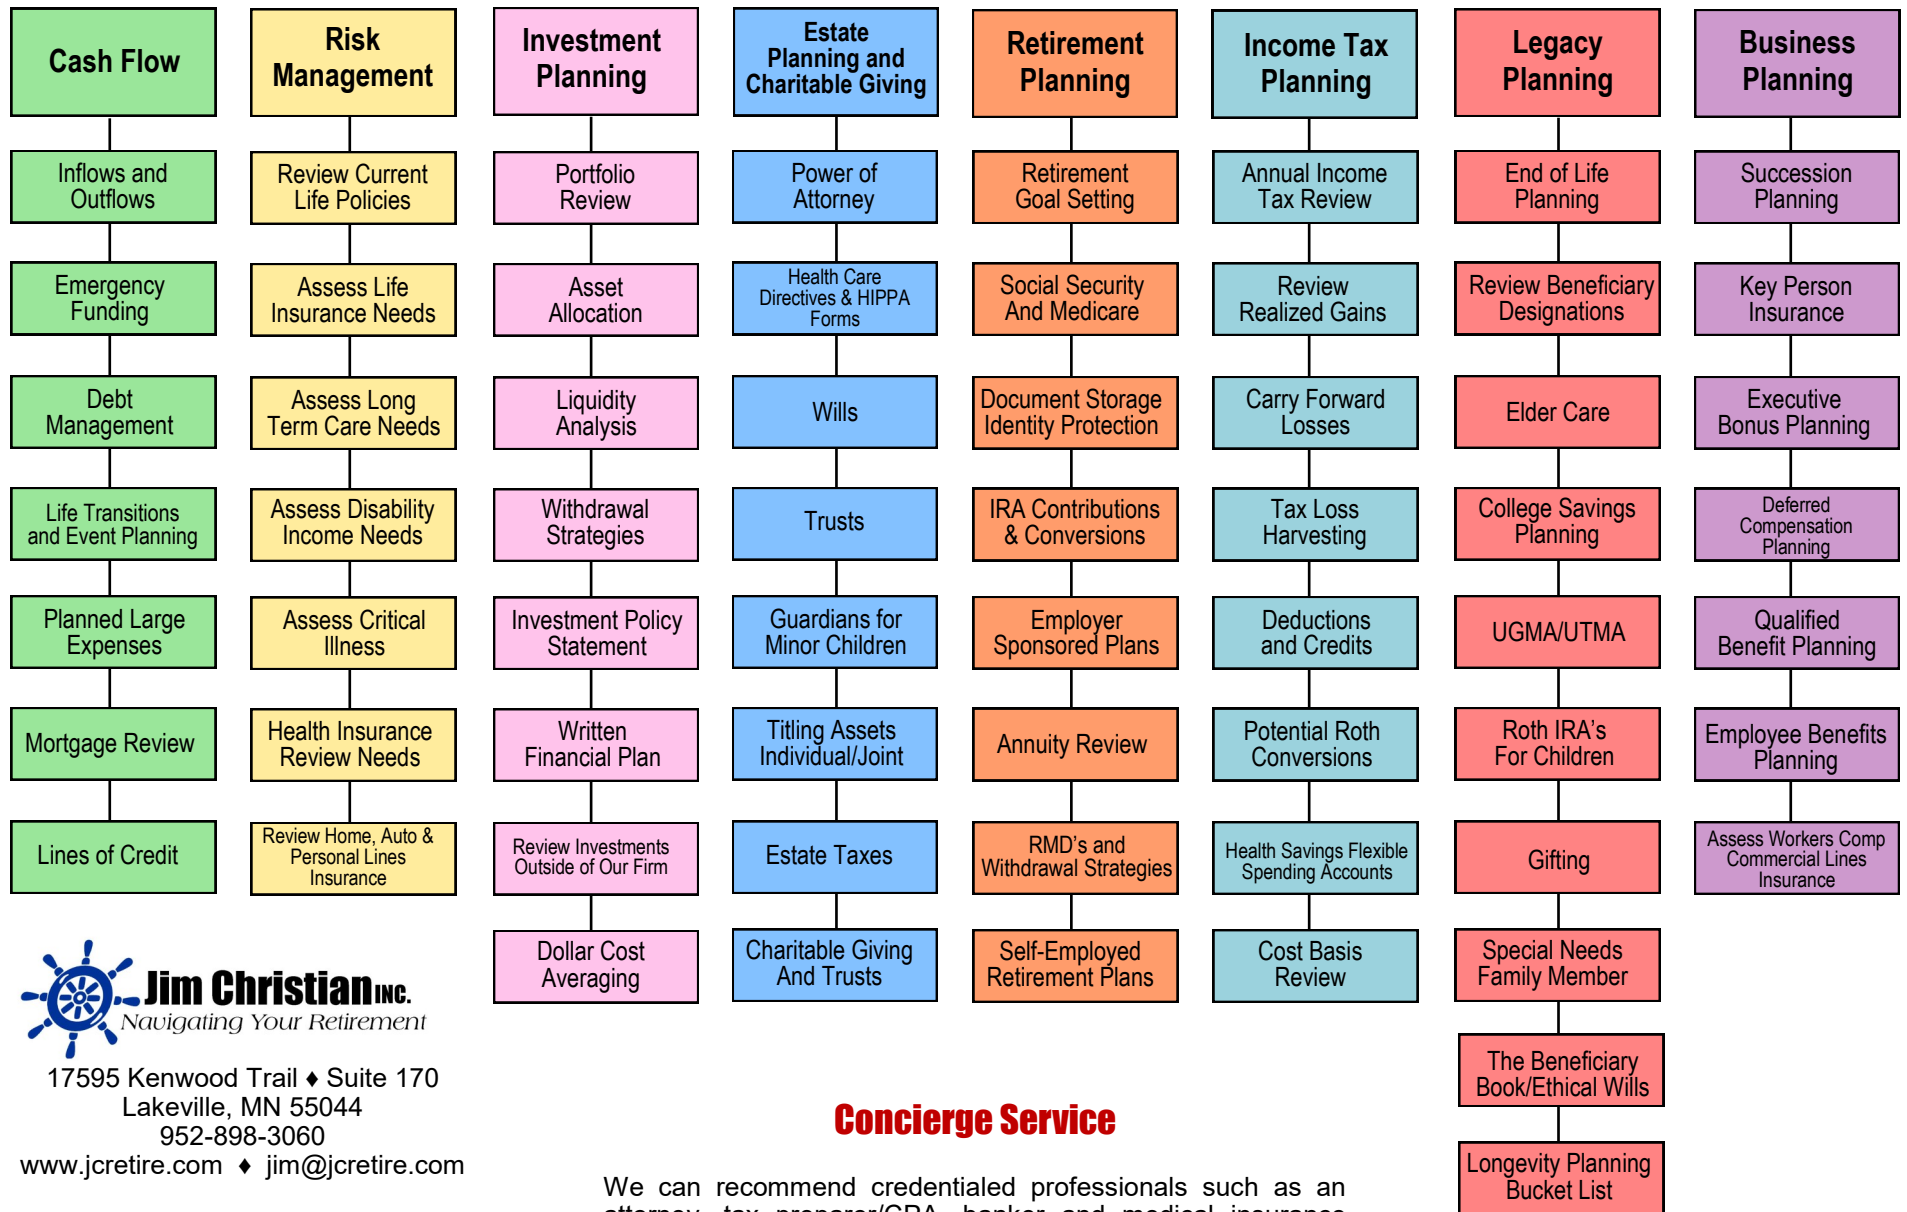 Cash Flow
Inflows and
Outflows
Emergency
Funding
Debt
Management
Life Transitions
and Event Planning
Planned Large
Expenses
Mortgage Review
Lines of Credit
Risk
Management
Review Current
Life Policies
Assess Life
Insurance Needs
Assess Long
Term Care Needs
Assess Disability
Income Needs
Assess Critical
Illness
Health Insurance
Review Needs
Review Home, Auto &
Personal Lines
Insurance
Investment
Planning
Portfolio
Review
Asset
Allocation
Liquidity
Analysis
Withdrawal
Strategies
Investment Policy
Statement
Written
Financial Plan
Review Investments
Outside of Our Firm
Dollar Cost
Averaging
Estate
Planning and
Charitable Giving
Power of
Attorney
Health Care
Directives & HIPPA
Forms
Wills
Trusts
Guardians for
Minor Children
Titling Assets
Individual/Joint
Estate Taxes
Charitable Giving
And Trusts
Retirement
Planning
Retirement
Goal Setting
Social Security
And Medicare
Document Storage
Identity Protection
IRA Contributions
& Conversions
Employer
Sponsored Plans
Annuity Review
RMD's and
Withdrawal Strategies
Self-Employed
Retirement Plans
Income Tax
Planning
Annual Income
Tax Review
Review
Realized Gains
Carry Forward
Losses
Tax Loss
Harvesting
Deductions
and Credits
Potential Roth
Conversions
Health Savings Flexible
Spending Accounts
Cost Basis
Review
Legacy
Planning
End of Life
Planning
Review Beneficiary
Designations
Elder Care
College Savings
Planning
UGMA/UTMA
Roth IRA's
For Children
Gifting
Special Needs
Family Member
The Beneficiary
Book/Ethical Wills
Longevity Planning
Bucket List
Business
Planning
Succession
Planning
Key Person
Insurance
Executive
Bonus Planning
Deferred
Compensation
Planning
Qualified
Benefit Planning
Employee Benefits
Planning
Assess Workers Comp
Commercial Lines
Insurance
Jim Christian INC.
Navigating Your Retirement
17595 Kenwood Trail ♦ Suite 170
Lakeville, MN 55044
952-898-3060
www.jcretire.com ♦ jim@jcretire.com
Concierge Service
We can recommend credentialed professionals such as an
attorney, tax preparer/CPA, banker and medical insurance